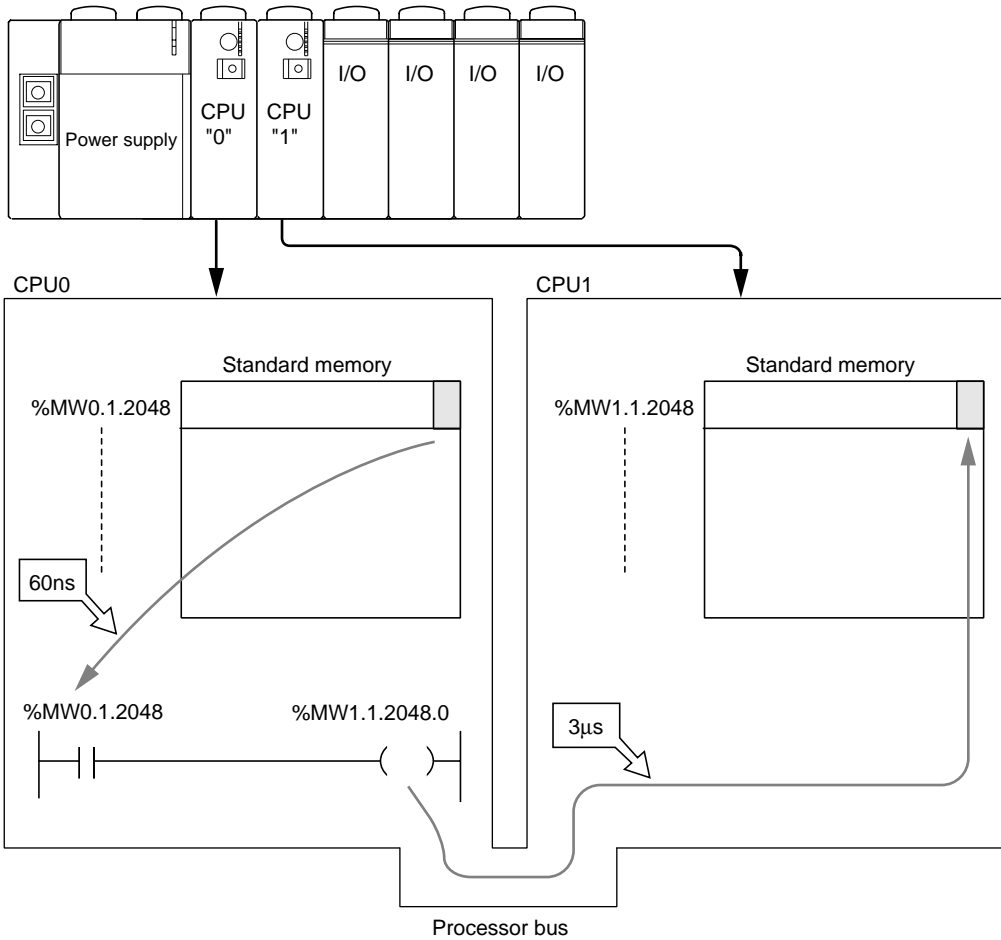 Power supply
CPU
"0"
CPU
"1"
I/O
I/O
I/O
I/O
CPU0
CPU1
Standard memory
Standard memory
%MW0.1.2048
%MW1.1.2048
60ns
%MW0.1.2048
%MW1.1.2048.0
3μs
Processor bus